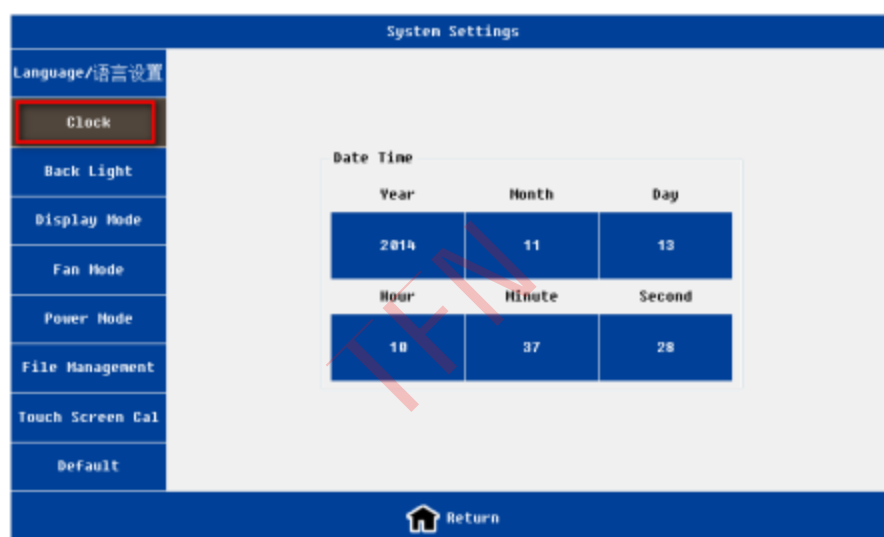 System Settings
Language/语言设置
Clock
Back Light
Display Mode
Fan Mode
Power Mode
File Management
Touch Screen Cal
Default
Date Time
Year Month Day
2014 11 13
Hour Minute Second
10 37 28
TFN
Return